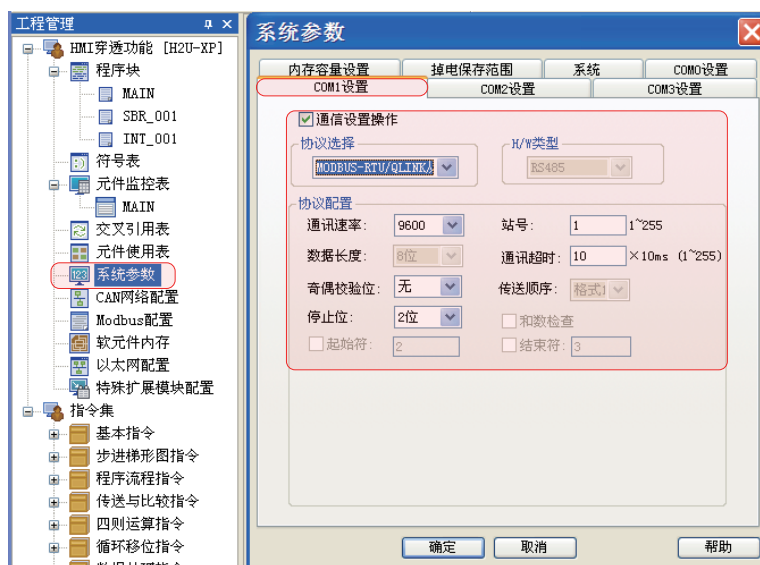 工程管理
HMI穿透功能 [H2U-XP]
程序块
MAIN
SBR_001
INT_001
符号表
元件监控表
MAIN
交叉引用表
元件使用表
系统参数
CAN网络配置
Modbus配置
软元件内存
以太网配置
特殊扩展模块配置
指令集
基本指令
步进梯形图指令
程序流程指令
传送与比较指令
四则运算指令
循环移位指令
系统参数
内存容量设置 掉电保存范围 系统 COM0设置
COM1设置 COM2设置 COM3设置
通信设置操作
协议选择 H/W类型
MODBUS-RTU/QLINK RS485
协议配置
通讯速率: 9600 站号: 1 1~255
数据长度: 8位 通讯超时: 10 ×10ms (1~255)
奇偶校验位: 无 传送顺序: 格式1
停止位: 2位 和数检查
起始符: 2 结束符: 3
确定 取消 帮助